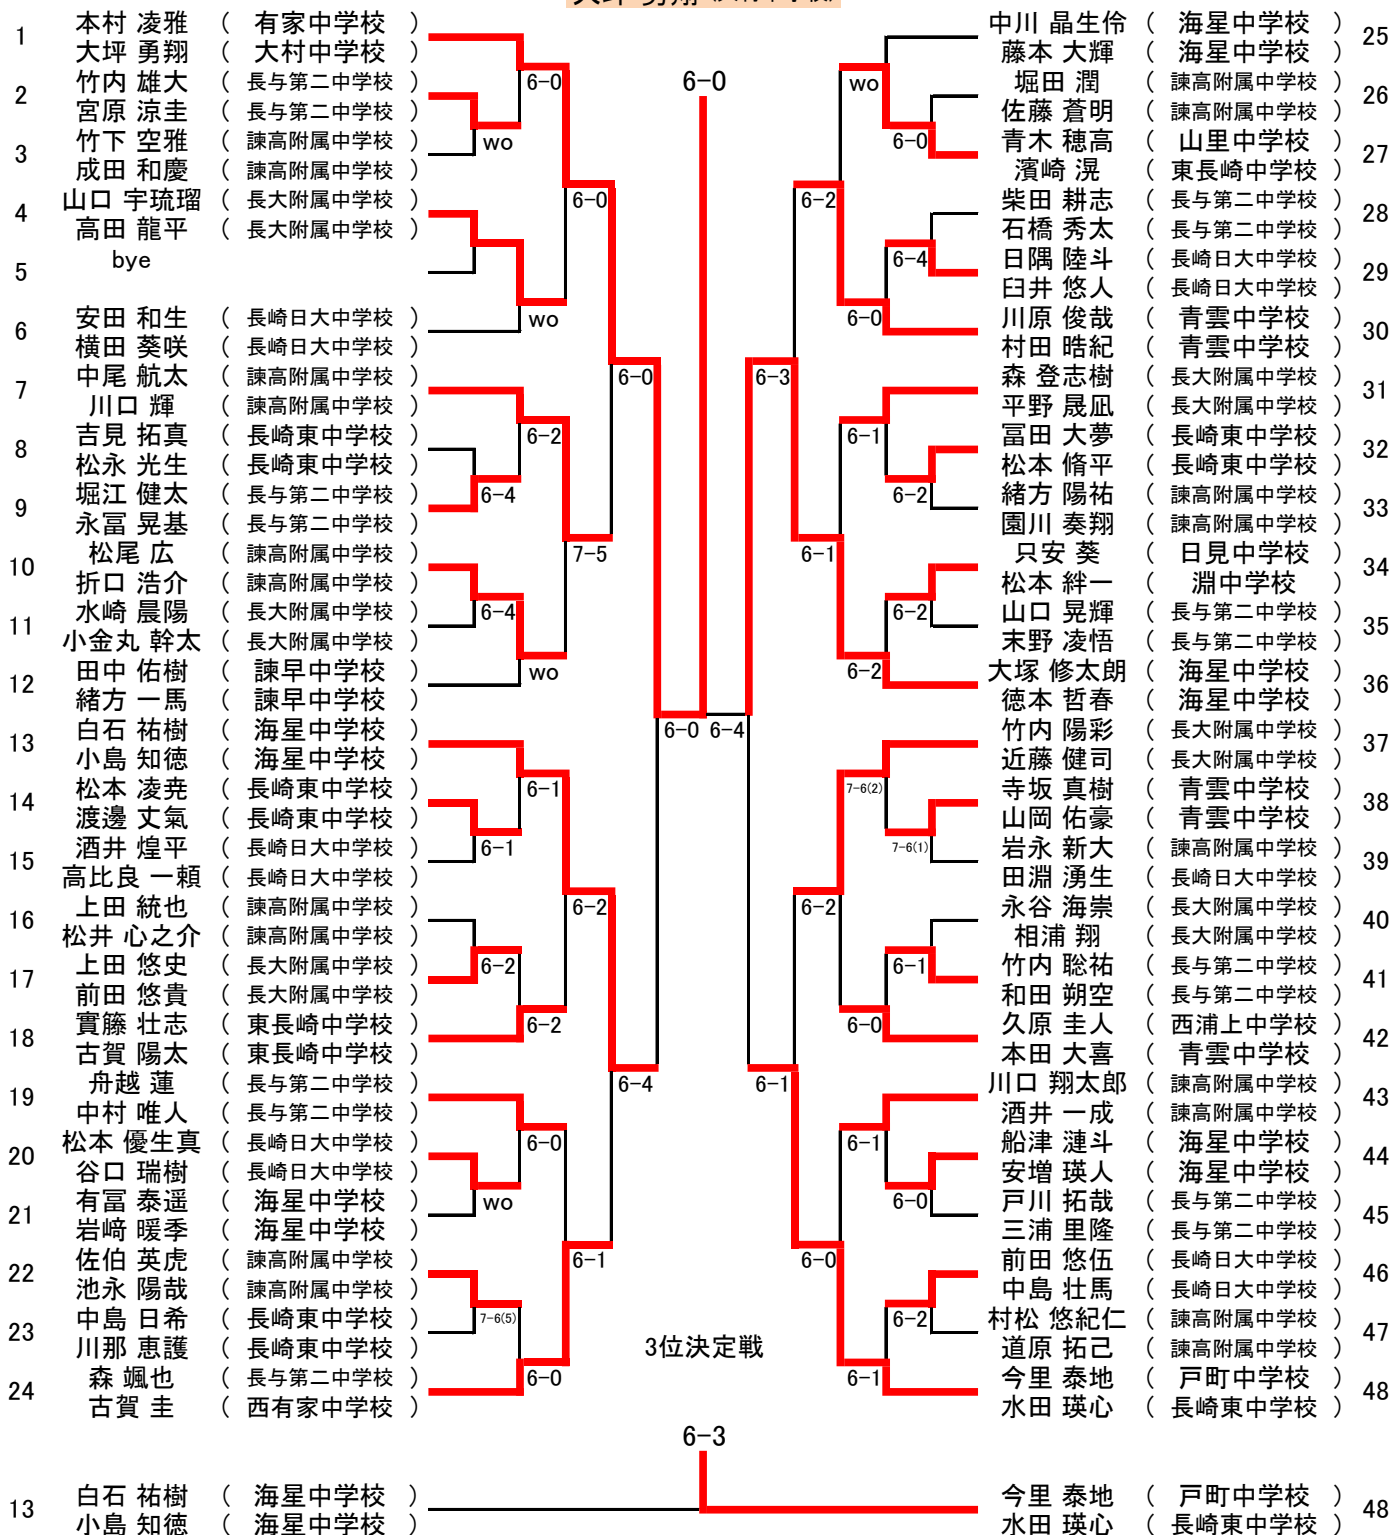 6-0
1 本村 凌雅 ( 有家中学校 )
大坪 勇翔 ( 大村中学校 )
2 竹内 雄大 ( 長与第二中学校 )
宮原 涼圭 ( 長与第二中学校 )
3 竹下 空雅 ( 諫高附属中学校 )
成田 和慶 ( 諫高附属中学校 )
4 山口 宇琉瑠 ( 長大附属中学校 )
高田 龍平 ( 長大附属中学校 )
5 bye
6 安田 和生 ( 長崎日大中学校 )
横田 葵咲 ( 長崎日大中学校 )
7 中尾 航太 ( 諫高附属中学校 )
川口 輝 ( 諫高附属中学校 )
8 吉見 拓真 ( 長崎東中学校 )
松永 光生 ( 長崎東中学校 )
9 堀江 健太 ( 長与第二中学校 )
永冨 晃基 ( 長与第二中学校 )
10 松尾 広 ( 諫高附属中学校 )
折口 浩介 ( 諫高附属中学校 )
11 水崎 晨陽 ( 長大附属中学校 )
小金丸 幹太 ( 長大附属中学校 )
12 田中 佑樹 ( 諫早中学校 )
緒方 一馬 ( 諫早中学校 )
13 白石 祐樹 ( 海星中学校 )
小島 知徳 ( 海星中学校 )
14 松本 凌尭 ( 長崎東中学校 )
渡邊 丈氣 ( 長崎東中学校 )
15 酒井 煌平 ( 長崎日大中学校 )
高比良 一頼 ( 長崎日大中学校 )
16 上田 統也 ( 諫高附属中学校 )
松井 心之介 ( 諫高附属中学校 )
17 上田 悠史 ( 長大附属中学校 )
前田 悠貴 ( 長大附属中学校 )
18 實藤 壮志 ( 東長崎中学校 )
古賀 陽太 ( 東長崎中学校 )
19 舟越 蓮 ( 長与第二中学校 )
中村 唯人 ( 長与第二中学校 )
20 松本 優生真 ( 長崎日大中学校 )
谷口 瑞樹 ( 長崎日大中学校 )
21 有冨 泰遥 ( 海星中学校 )
岩﨑 暖季 ( 海星中学校 )
22 佐伯 英虎 ( 諫高附属中学校 )
池永 陽哉 ( 諫高附属中学校 )
23 中島 日希 ( 長崎東中学校 )
川那 恵護 ( 長崎東中学校 )
24 森 颯也 ( 長与第二中学校 )
古賀 圭 ( 西有家中学校 )
wo
6-4
6-4
6-1
6-2
wo
7-6(5)
6-0
wo
6-2
wo
6-1
6-2
6-0
6-0
6-0
7-5
6-2
6-1
6-0
6-4
6-0 6-4
6-3
6-1
6-2
6-1
6-2
6-0
wo
6-0
6-1
6-2
7-6(2)
6-0
6-1
6-1
6-0
6-4
6-2
6-2
7-6(1)
6-1
6-0
6-2
中川 晶生伶 ( 海星中学校 ) 25
藤本 大輝 ( 海星中学校 )
堀田 潤 ( 諫高附属中学校 ) 26
佐藤 蒼明 ( 諫高附属中学校 )
青木 穂高 ( 山里中学校 ) 27
濱崎 滉 ( 東長崎中学校 )
柴田 耕志 ( 長与第二中学校 ) 28
石橋 秀太 ( 長与第二中学校 )
日隅 陸斗 ( 長崎日大中学校 ) 29
臼井 悠人 ( 長崎日大中学校 )
川原 俊哉 ( 青雲中学校 ) 30
村田 晧紀 ( 青雲中学校 )
森 登志樹 ( 長大附属中学校 ) 31
平野 晟凪 ( 長大附属中学校 )
冨田 大夢 ( 長崎東中学校 ) 32
松本 脩平 ( 長崎東中学校 )
緒方 陽祐 ( 諫高附属中学校 ) 33
園川 奏翔 ( 諫高附属中学校 )
只安 葵 ( 日見中学校 ) 34
松本 絆一 ( 淵中学校 )
山口 晃輝 ( 長与第二中学校 ) 35
末野 凌悟 ( 長与第二中学校 )
大塚 修太朗 ( 海星中学校 ) 36
徳本 哲春 ( 海星中学校 )
竹内 陽彩 ( 長大附属中学校 ) 37
近藤 健司 ( 長大附属中学校 )
寺坂 真樹 ( 青雲中学校 ) 38
山岡 佑豪 ( 青雲中学校 )
岩永 新大 ( 諫高附属中学校 ) 39
田淵 湧生 ( 長崎日大中学校 )
永谷 海崇 ( 長大附属中学校 ) 40
相浦 翔 ( 長大附属中学校 )
竹内 聡祐 ( 長与第二中学校 ) 41
和田 朔空 ( 長与第二中学校 )
久原 圭人 ( 西浦上中学校 ) 42
本田 大喜 ( 青雲中学校 )
川口 翔太郎 ( 諫高附属中学校 ) 43
酒井 一成 ( 諫高附属中学校 )
船津 漣斗 ( 海星中学校 ) 44
安増 瑛人 ( 海星中学校 )
戸川 拓哉 ( 長与第二中学校 ) 45
三浦 里隆 ( 長与第二中学校 )
前田 悠伍 ( 長崎日大中学校 ) 46
中島 壮馬 ( 長崎日大中学校 )
村松 悠紀仁 ( 諫高附属中学校 ) 47
道原 拓己 ( 諫高附属中学校 )
今里 泰地 ( 戸町中学校 ) 48
水田 瑛心 ( 長崎東中学校 )
3位決定戦
6-3
13 白石 祐樹 ( 海星中学校 )
小島 知徳 ( 海星中学校 )
今里 泰地 ( 戸町中学校 ) 48
水田 瑛心 ( 長崎東中学校 )